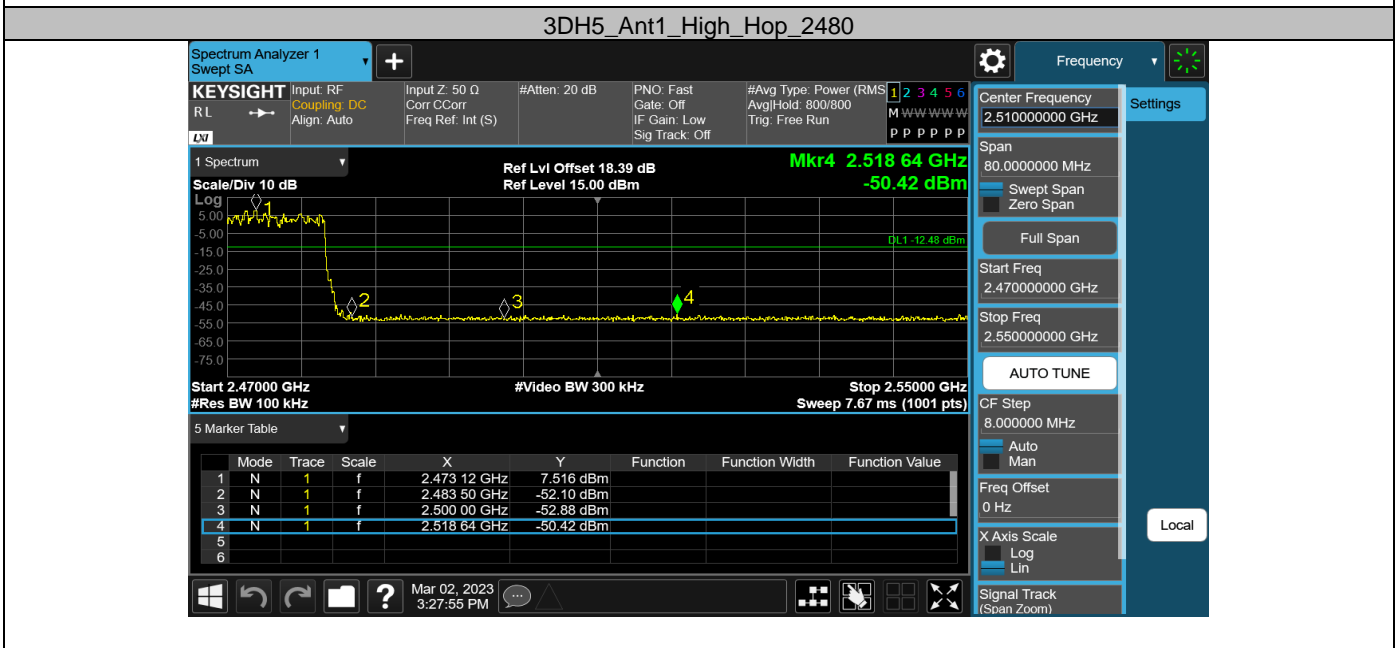 3DH5_Ant1_High_Hop_2480
Spectrum Analyzer 1
Swept SA
+
Frequency
KEYSIGHT
RL
LXI
Input: RF
Coupling: DC
Align: Auto
Input Z: 50 Ω
Corr CCorr
Freq Ref: Int (S)
#Atten: 20 dB
PNO: Fast
Gate: Off
IF Gain: Low
Sig Track: Off
#Avg Type: Power (RMS
Avg|Hold: 800/800
Trig: Free Run
1 2 3 4 5 6
M W W W W W
P P P P P P
1 Spectrum
Scale/Div 10 dB
Ref Lvl Offset 18.39 dB
Ref Level 15.00 dBm
Mkr4 2.518 64 GHz
-50.42 dBm
Log
5.00
-5.00
-15.0
-25.0
-35.0
-45.0
-55.0
-65.0
-75.0
1
2
3
4
DL1 -12.48 dBm
Start 2.47000 GHz
#Res BW 100 kHz
#Video BW 300 kHz
Stop 2.55000 GHz
Sweep 7.67 ms (1001 pts)
5 Marker Table
Mode Trace Scale X Y Function Function Width Function Value
1 N 1 f 2.473 12 GHz 7.516 dBm
2 N 1 f 2.483 50 GHz -52.10 dBm
3 N 1 f 2.500 00 GHz -52.88 dBm
4 N 1 f 2.518 64 GHz -50.42 dBm
5
6
?
Mar 02, 2023
3:27:55 PM
Center Frequency
2.510000000 GHz
Settings
Span
80.0000000 MHz
Swept Span
Zero Span
Full Span
Start Freq
2.470000000 GHz
Stop Freq
2.550000000 GHz
AUTO TUNE
CF Step
8.000000 MHz
Auto
Man
Freq Offset
0 Hz
Local
X Axis Scale
Log
Lin
Signal Track
(Span Zoom)